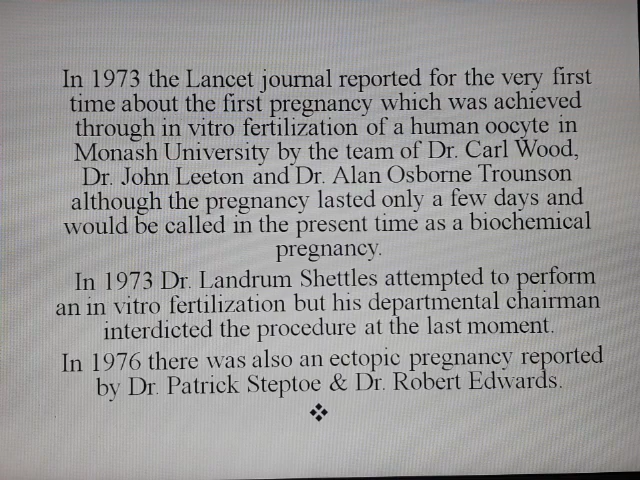 In 1973 the Lancet journal reported for the very first
time about the first pregnancy which was achieved
through in vitro fertilization of a human oocyte in
Monash University by the team of Dr. Carl Wood,
Dr. John Leeton and Dr. Alan Osborne Trounson
although the pregnancy lasted only a few days and
would be called in the present time as a biochemical
pregnancy.
In 1973 Dr. Landrum Shettles attempted to perform
an in vitro fertilization but his departmental chairman
interdicted the procedure at the last moment.
In 1976 there was also an ectopic pregnancy reported
by Dr. Patrick Steptoe & Dr. Robert Edwards.